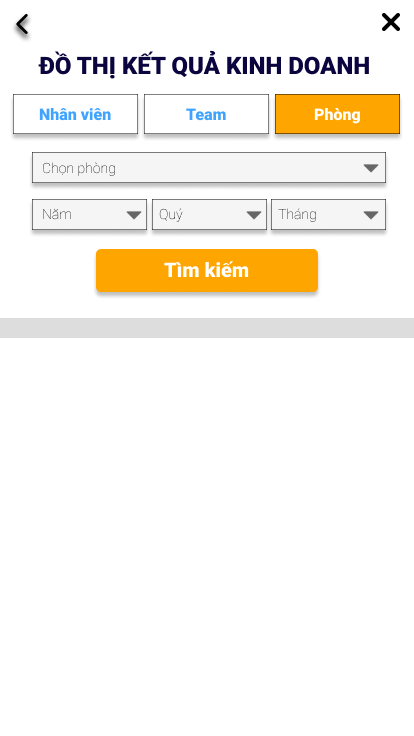 ĐỒ THỊ KẾT QUẢ KINH DOANH
Nhân viên Team Phòng
Chọn phòng
Năm Quý Tháng
Tìm kiếm